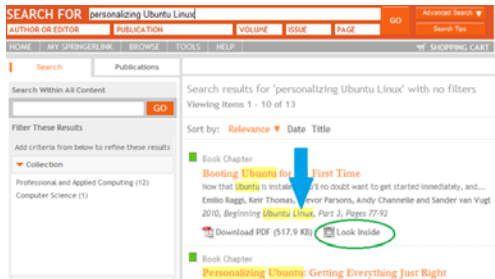 SEARCH FOR personalizing Ubuntu Linux GO Advanced Search
AUTHOR OR EDITOR PUBLICATION VOLUME ISSUE PAGE Search Tips
HOME MY SPRINGERLINK BROWSE TOOLS HELP SHOPPING CART
Search Publications
Search Within All Content
GO
Filter These Results
Add criteria from below to refine these results
Collection
Professional and Applied Computing (12)
Computer Science (1)
Search results for 'personalizing Ubuntu Linux' with no filters
Viewing items 1 - 10 of 13
Sort by: Relevance Date Title
Book Chapter
Booting Ubuntu for First Time
Now that Ubuntu is no doubt want to get started immediately, and...
Emilio Raggi, Keir Thomas, Trevor Parsons, Andy Channelle and Sander van Vugt
2010, Beginning Ubuntu Linux, Part 3, Pages 77-93
Download PDF (517.9 KB) Look Inside
Book Chapter
Personalizing Ubuntu: Getting Everything Just Right